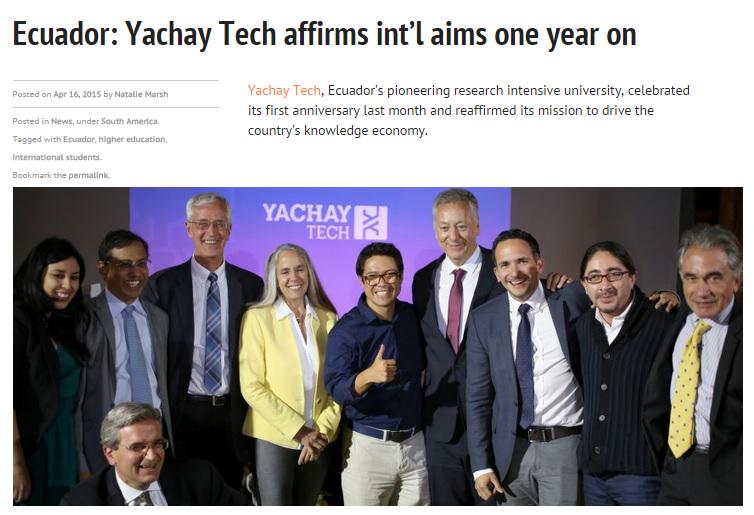 Ecuador: Yachay Tech affirms int'l aims one year on
Posted on Apr 16, 2015 by Natalie Marsh
Posted in News, under South America.
Tagged with Ecuador, higher education,
international students.
Bookmark the permalink.
Yachay Tech, Ecuador's pioneering research intensive university, celebrated
its first anniversary last month and reaffirmed its mission to drive the
country's knowledge economy.
YACHAY
TECH